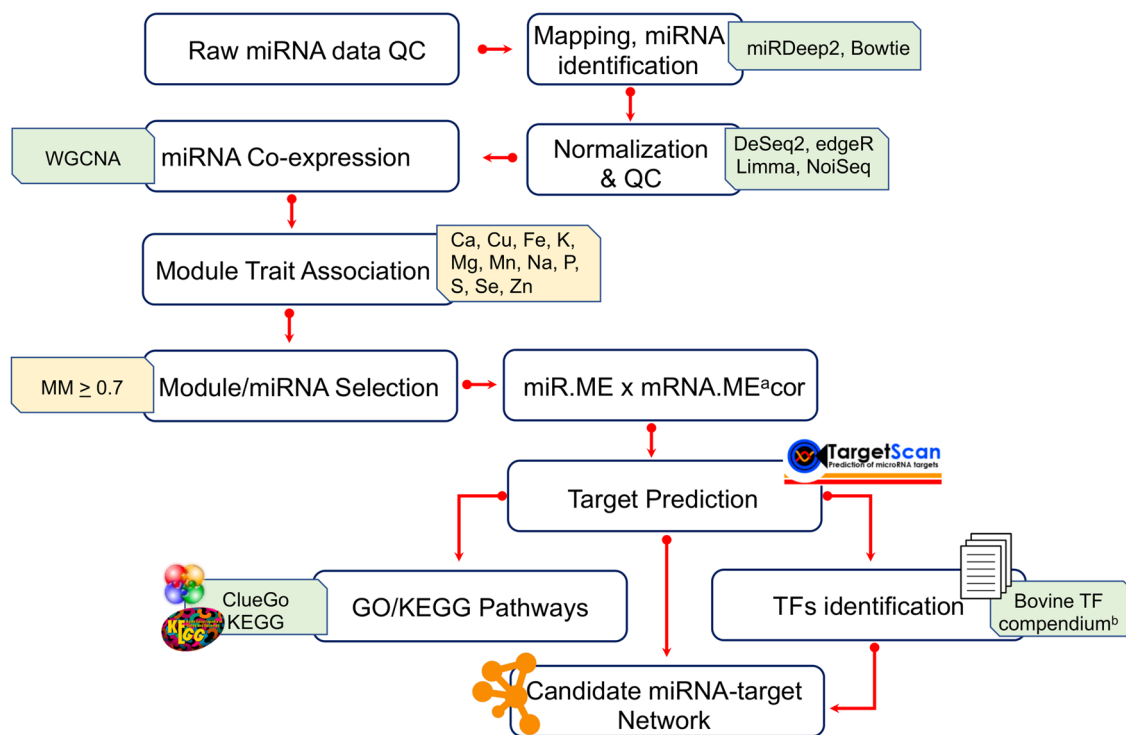 Raw miRNA data QC
Mapping, miRNA
identification
miRDeep2, Bowtie
WGCNA
miRNA Co-expression
Normalization
& QC
DeSeq2, edgeR
Limma, NoiSeq
Module Trait Association
Ca, Cu, Fe, K,
Mg, Mn, Na, P,
S, Se, Zn
MM ≥ 0.7
Module/miRNA Selection
miR.ME x mRNA.MEᵃcor
TargetScan
Prediction of microRNA targets
Target Prediction
ClueGo
KEGG
KEGG
GO/KEGG Pathways
TFs identification
Bovine TF
compendiumᵇ
Candidate miRNA-target
Network